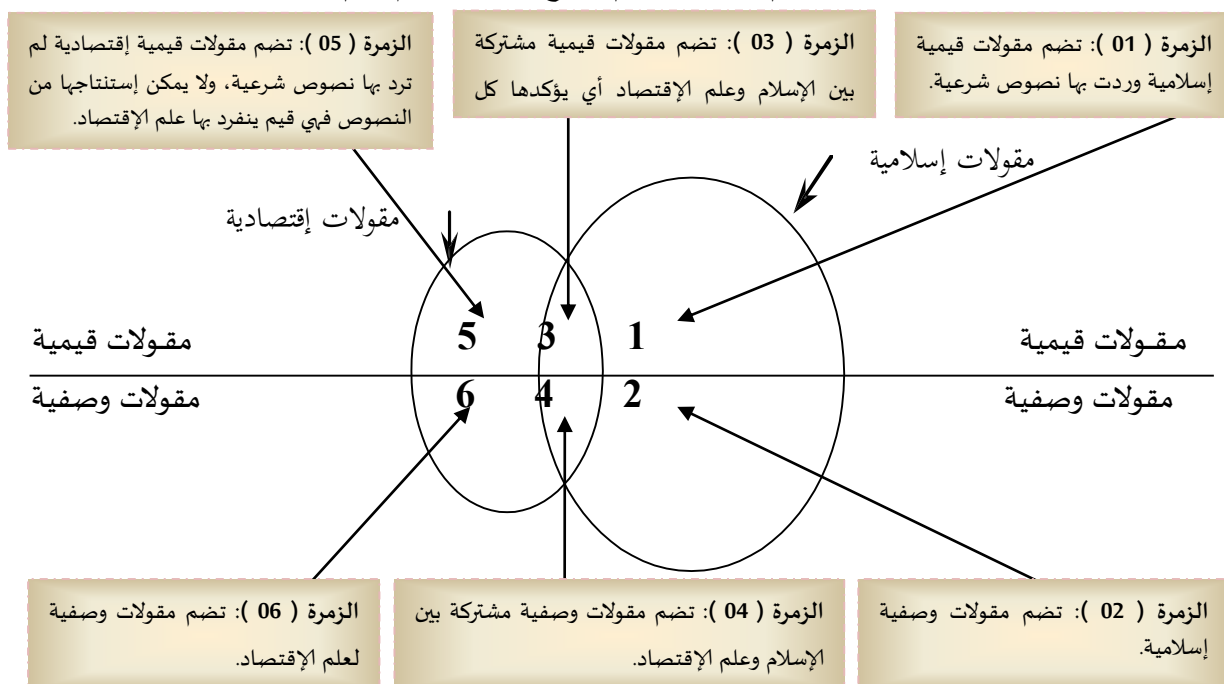 الزمرة ( 01 ): تضم مقولات قيمية
إسلامية وردت بها نصوص شرعية.
الزمرة ( 03 ): تضم مقولات قيمية مشتركة
بين الإسلام وعلم الإقتصاد أي يؤكدها كل
الزمرة ( 05 ): تضم مقولات قيمية إقتصادية لم
ترد بها نصوص شرعية، ولا يمكن إستنتاجها من
النصوص فهي قيم ينفرد بها علم الإقتصاد.
مقولات إسلامية
مقولات إقتصادية
1
3
5
مقولات قيمية
مقولات قيمية
2
4
6
مقولات وصفية
مقولات وصفية
الزمرة ( 02 ): تضم مقولات وصفية
إسلامية.
الزمرة ( 04 ): تضم مقولات وصفية مشتركة بين
الإسلام وعلم الإقتصاد.
الزمرة ( 06 ): تضم مقولات وصفية
لعلم الإقتصاد.